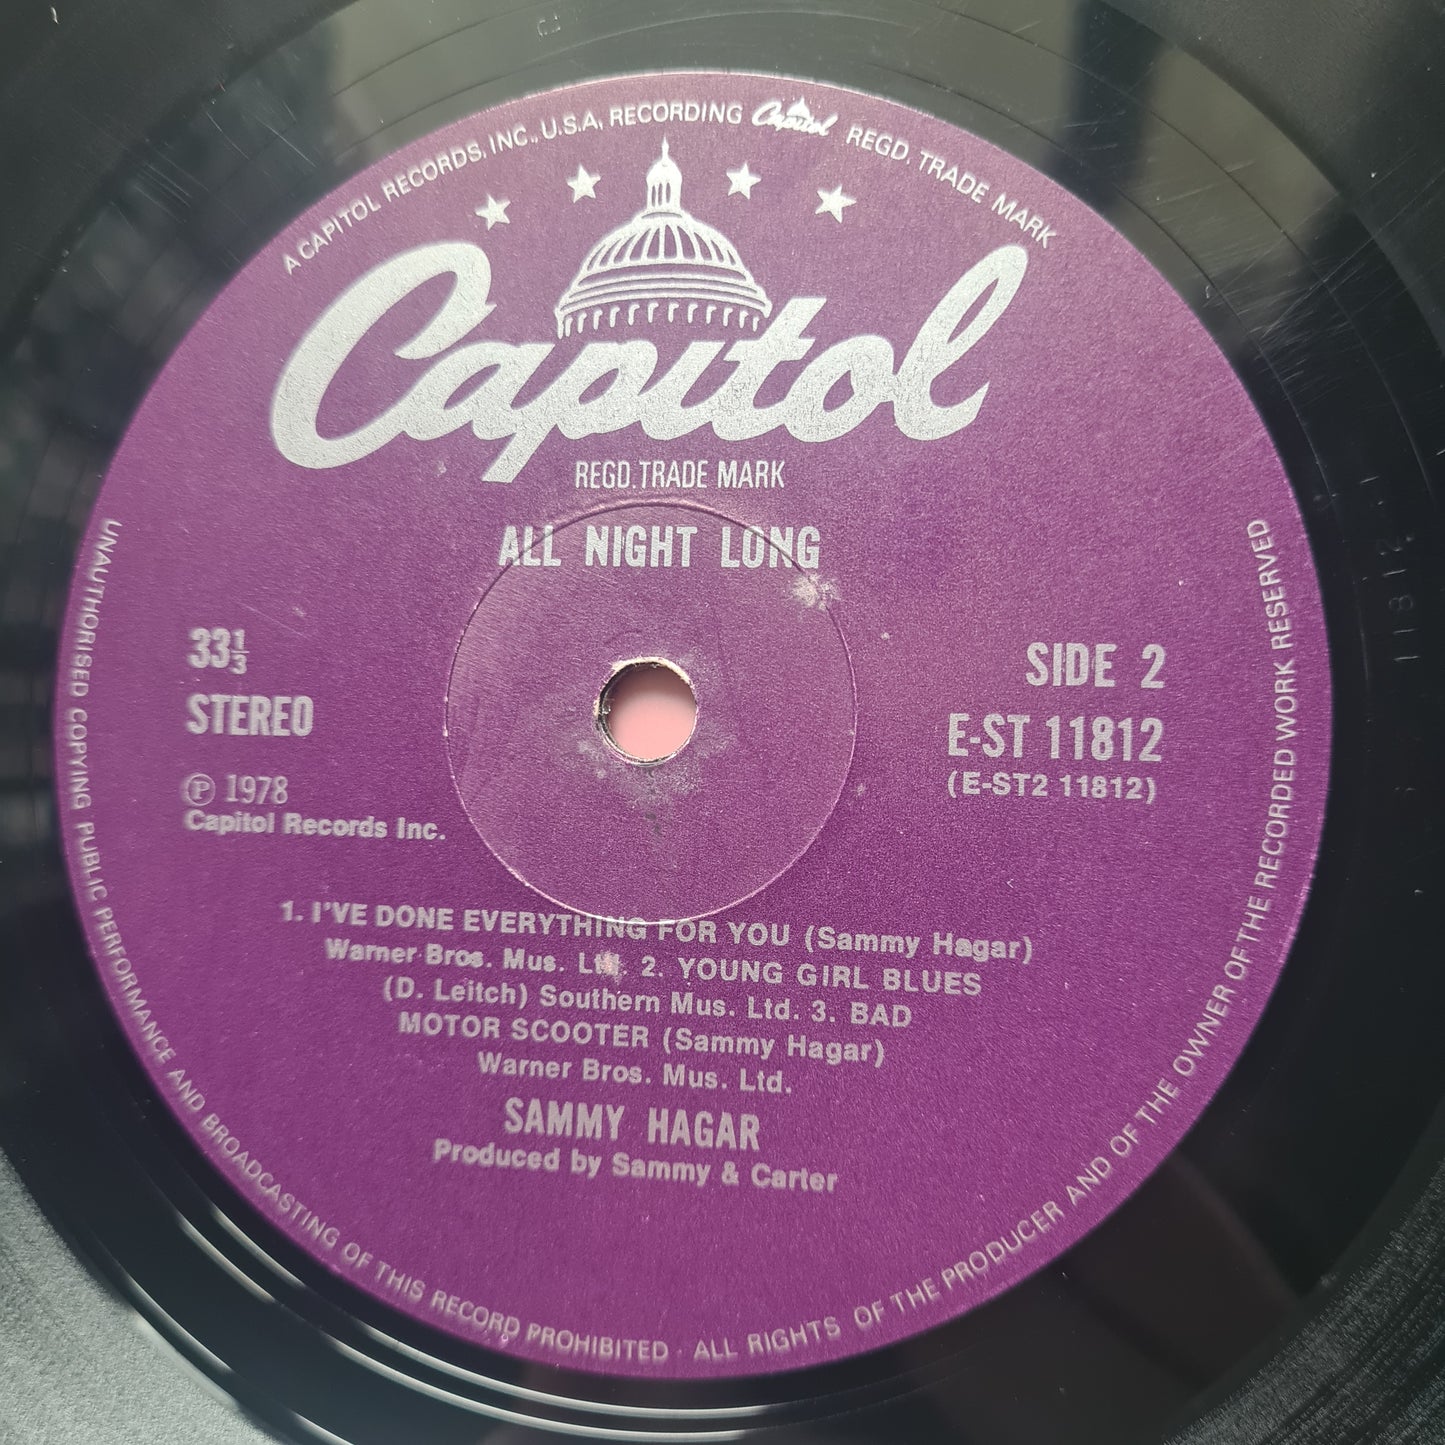 A CAPITOL RECORDS, INC., U.S.A, RECORDING Capitol REGD. TRADE MARK
Capitol
REGD. TRADE MARK
ALL NIGHT LONG
33⅓
STEREO
Ⓟ 1978
Capitol Records Inc.
SIDE 2
E-ST 11812
(E-ST2 11812)
1. I'VE DONE EVERYTHING FOR YOU (Sammy Hagar)
Warner Bros. Mus. Ltd. 2. YOUNG GIRL BLUES
(D. Leitch) Southern Mus. Ltd. 3. BAD
MOTOR SCOOTER (Sammy Hagar)
Warner Bros. Mus. Ltd.
SAMMY HAGAR
Produced by Sammy & Carter
UNAUTHORISED COPYING PUBLIC PERFORMANCE AND BROADCASTING OF THIS RECORD PROHIBITED · ALL RIGHTS OF THE PRODUCER AND OF THE OWNER OF THE RECORDED WORK RESERVED
11812